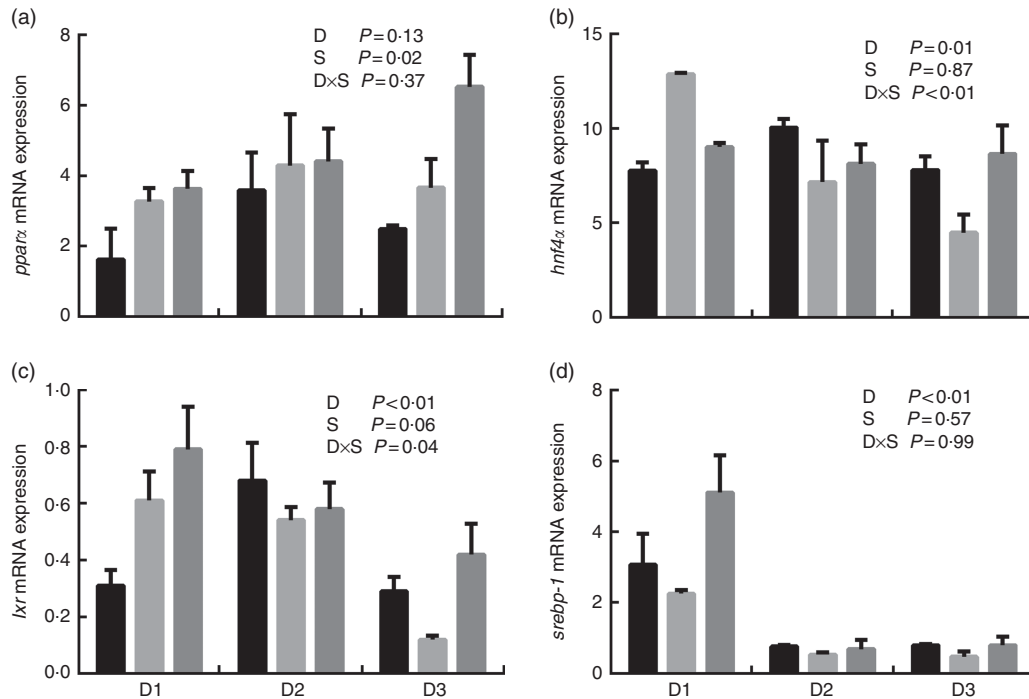 (a)
8
6
4
2
0
pparα mRNA expression
D P=0·13
S P=0·02
D×S P=0·37
(b)
15
10
5
0
hnf4α mRNA expression
D P=0·01
S P=0·87
D×S P<0·01
(c)
1·0
0·8
0·6
0·4
0·2
0·0
lxr mRNA expression
D P<0·01
S P=0·06
D×S P=0·04
D1 D2 D3
(d)
8
6
4
2
0
srebp-1 mRNA expression
D P<0·01
S P=0·57
D×S P=0·99
D1 D2 D3